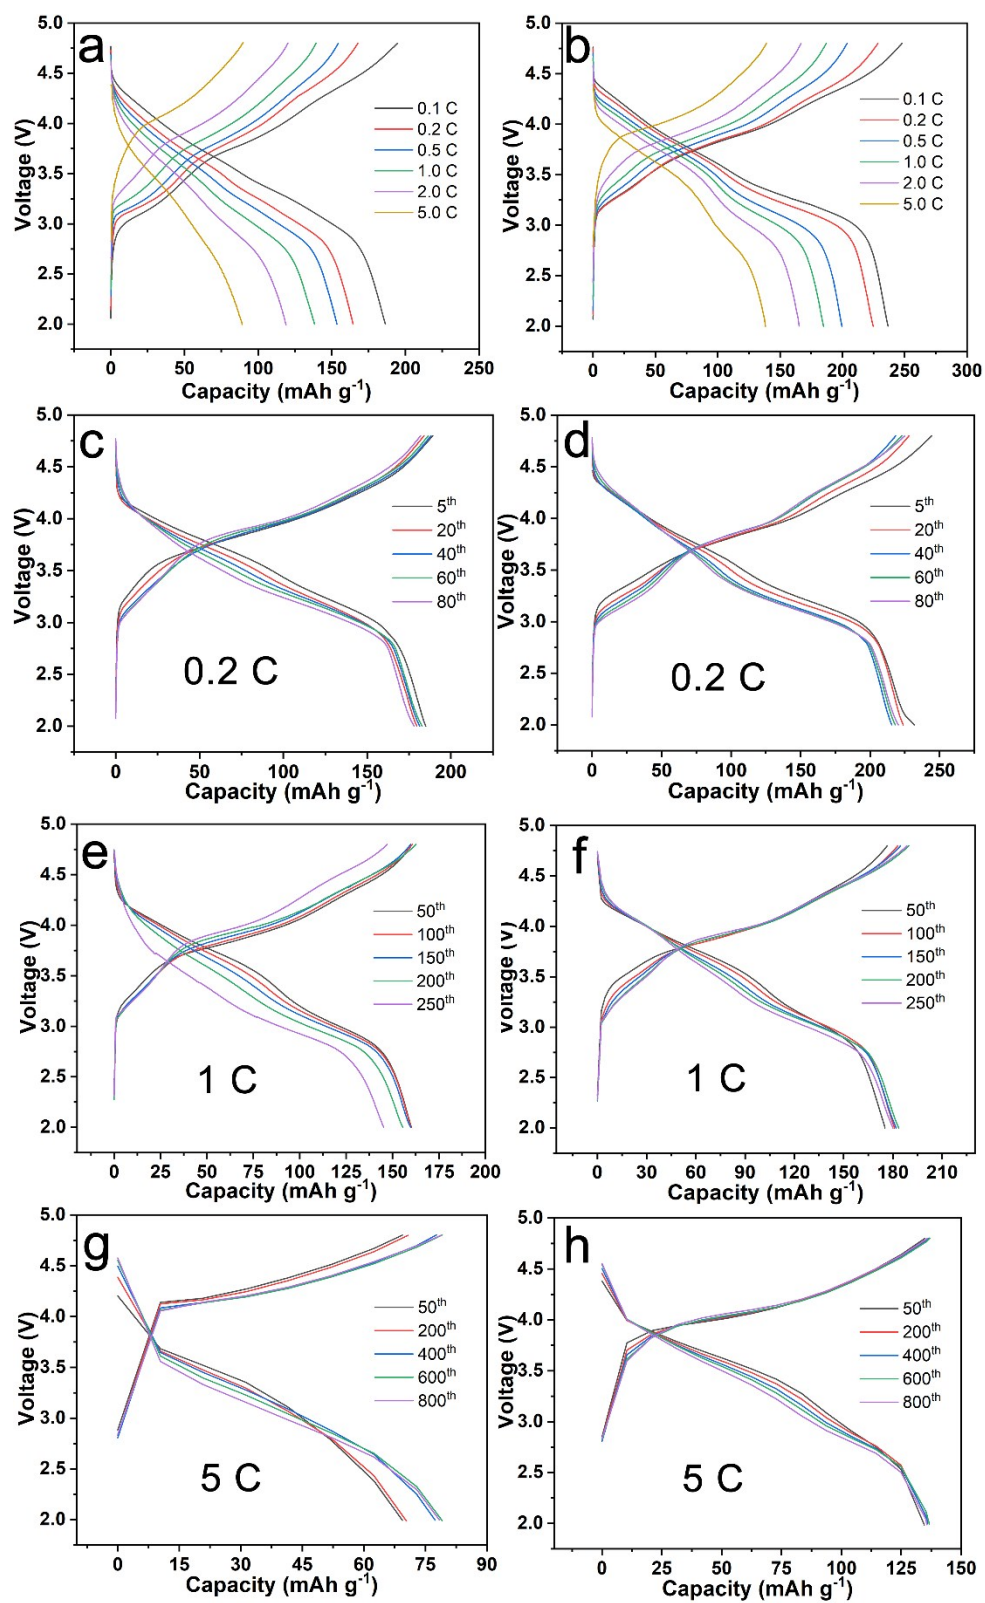 a
5.0
4.5
4.0
3.5
3.0
2.5
2.0
Voltage (V)
0.1 C
0.2 C
0.5 C
1.0 C
2.0 C
5.0 C
0 50 100 150 200 250
Capacity (mAh g⁻¹)
b
5.0
4.5
4.0
3.5
3.0
2.5
2.0
Voltage (V)
0.1 C
0.2 C
0.5 C
1.0 C
2.0 C
5.0 C
0 50 100 150 200 250 300
Capacity (mAh g⁻¹)
c
5.0
4.5
4.0
3.5
3.0
2.5
2.0
Voltage (V)
5th
20th
40th
60th
80th
0.2 C
0 50 100 150 200
Capacity (mAh g⁻¹)
d
5.0
4.5
4.0
3.5
3.0
2.5
2.0
Voltage (V)
5th
20th
40th
60th
80th
0.2 C
0 50 100 150 200 250
Capacity (mAh g⁻¹)
e
5.0
4.5
4.0
3.5
3.0
2.5
2.0
Voltage (V)
50th
100th
150th
200th
250th
1 C
0 25 50 75 100 125 150 175 200
Capacity (mAh g⁻¹)
f
5.0
4.5
4.0
3.5
3.0
2.5
2.0
Voltage (V)
50th
100th
150th
200th
250th
1 C
0 30 60 90 120 150 180 210
Capacity (mAh g⁻¹)
g
5.0
4.5
4.0
3.5
3.0
2.5
2.0
Voltage (V)
50th
200th
400th
600th
800th
5 C
0 15 30 45 60 75 90
Capacity (mAh g⁻¹)
h
5.0
4.5
4.0
3.5
3.0
2.5
2.0
Voltage (V)
50th
200th
400th
600th
800th
5 C
0 25 50 75 100 125 150
Capacity (mAh g⁻¹)